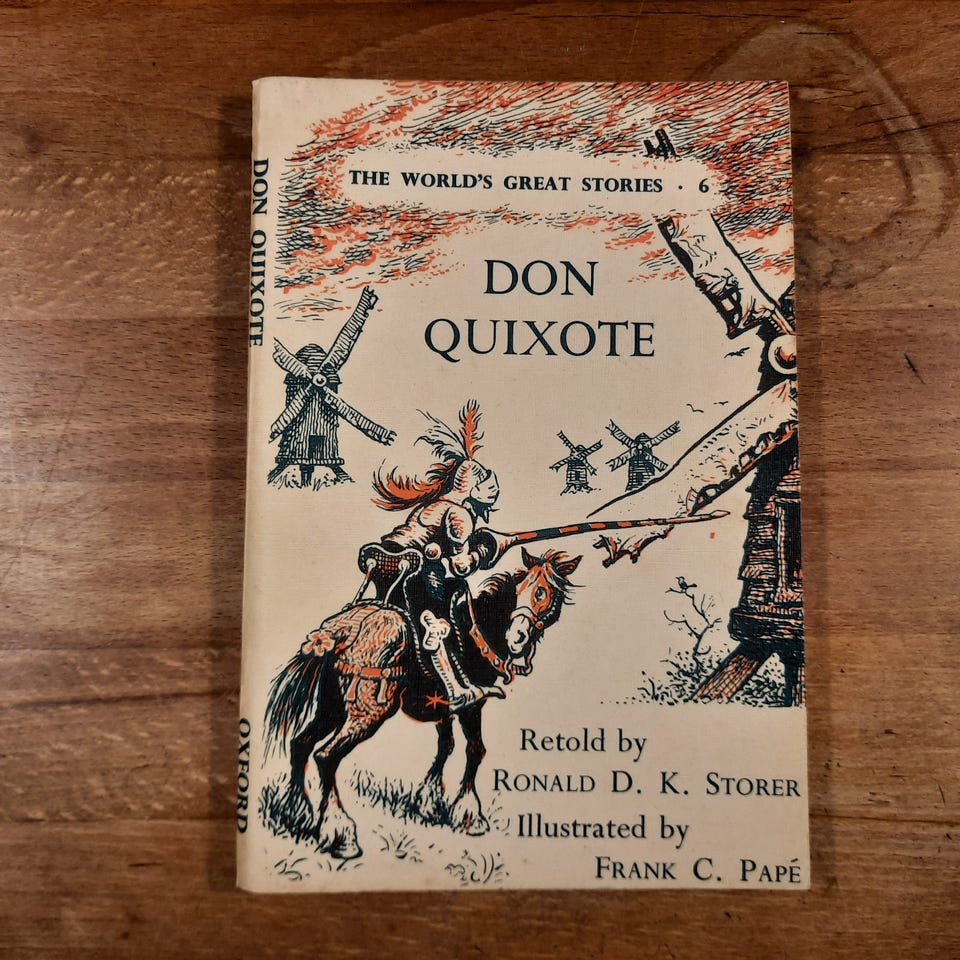 THE WORLD'S GREAT STORIES · 6
DON
QUIXOTE
Retold by
RONALD D. K. STORER
Illustrated by
FRANK C. PAPÉ
DON QUIXOTE
OXFORD